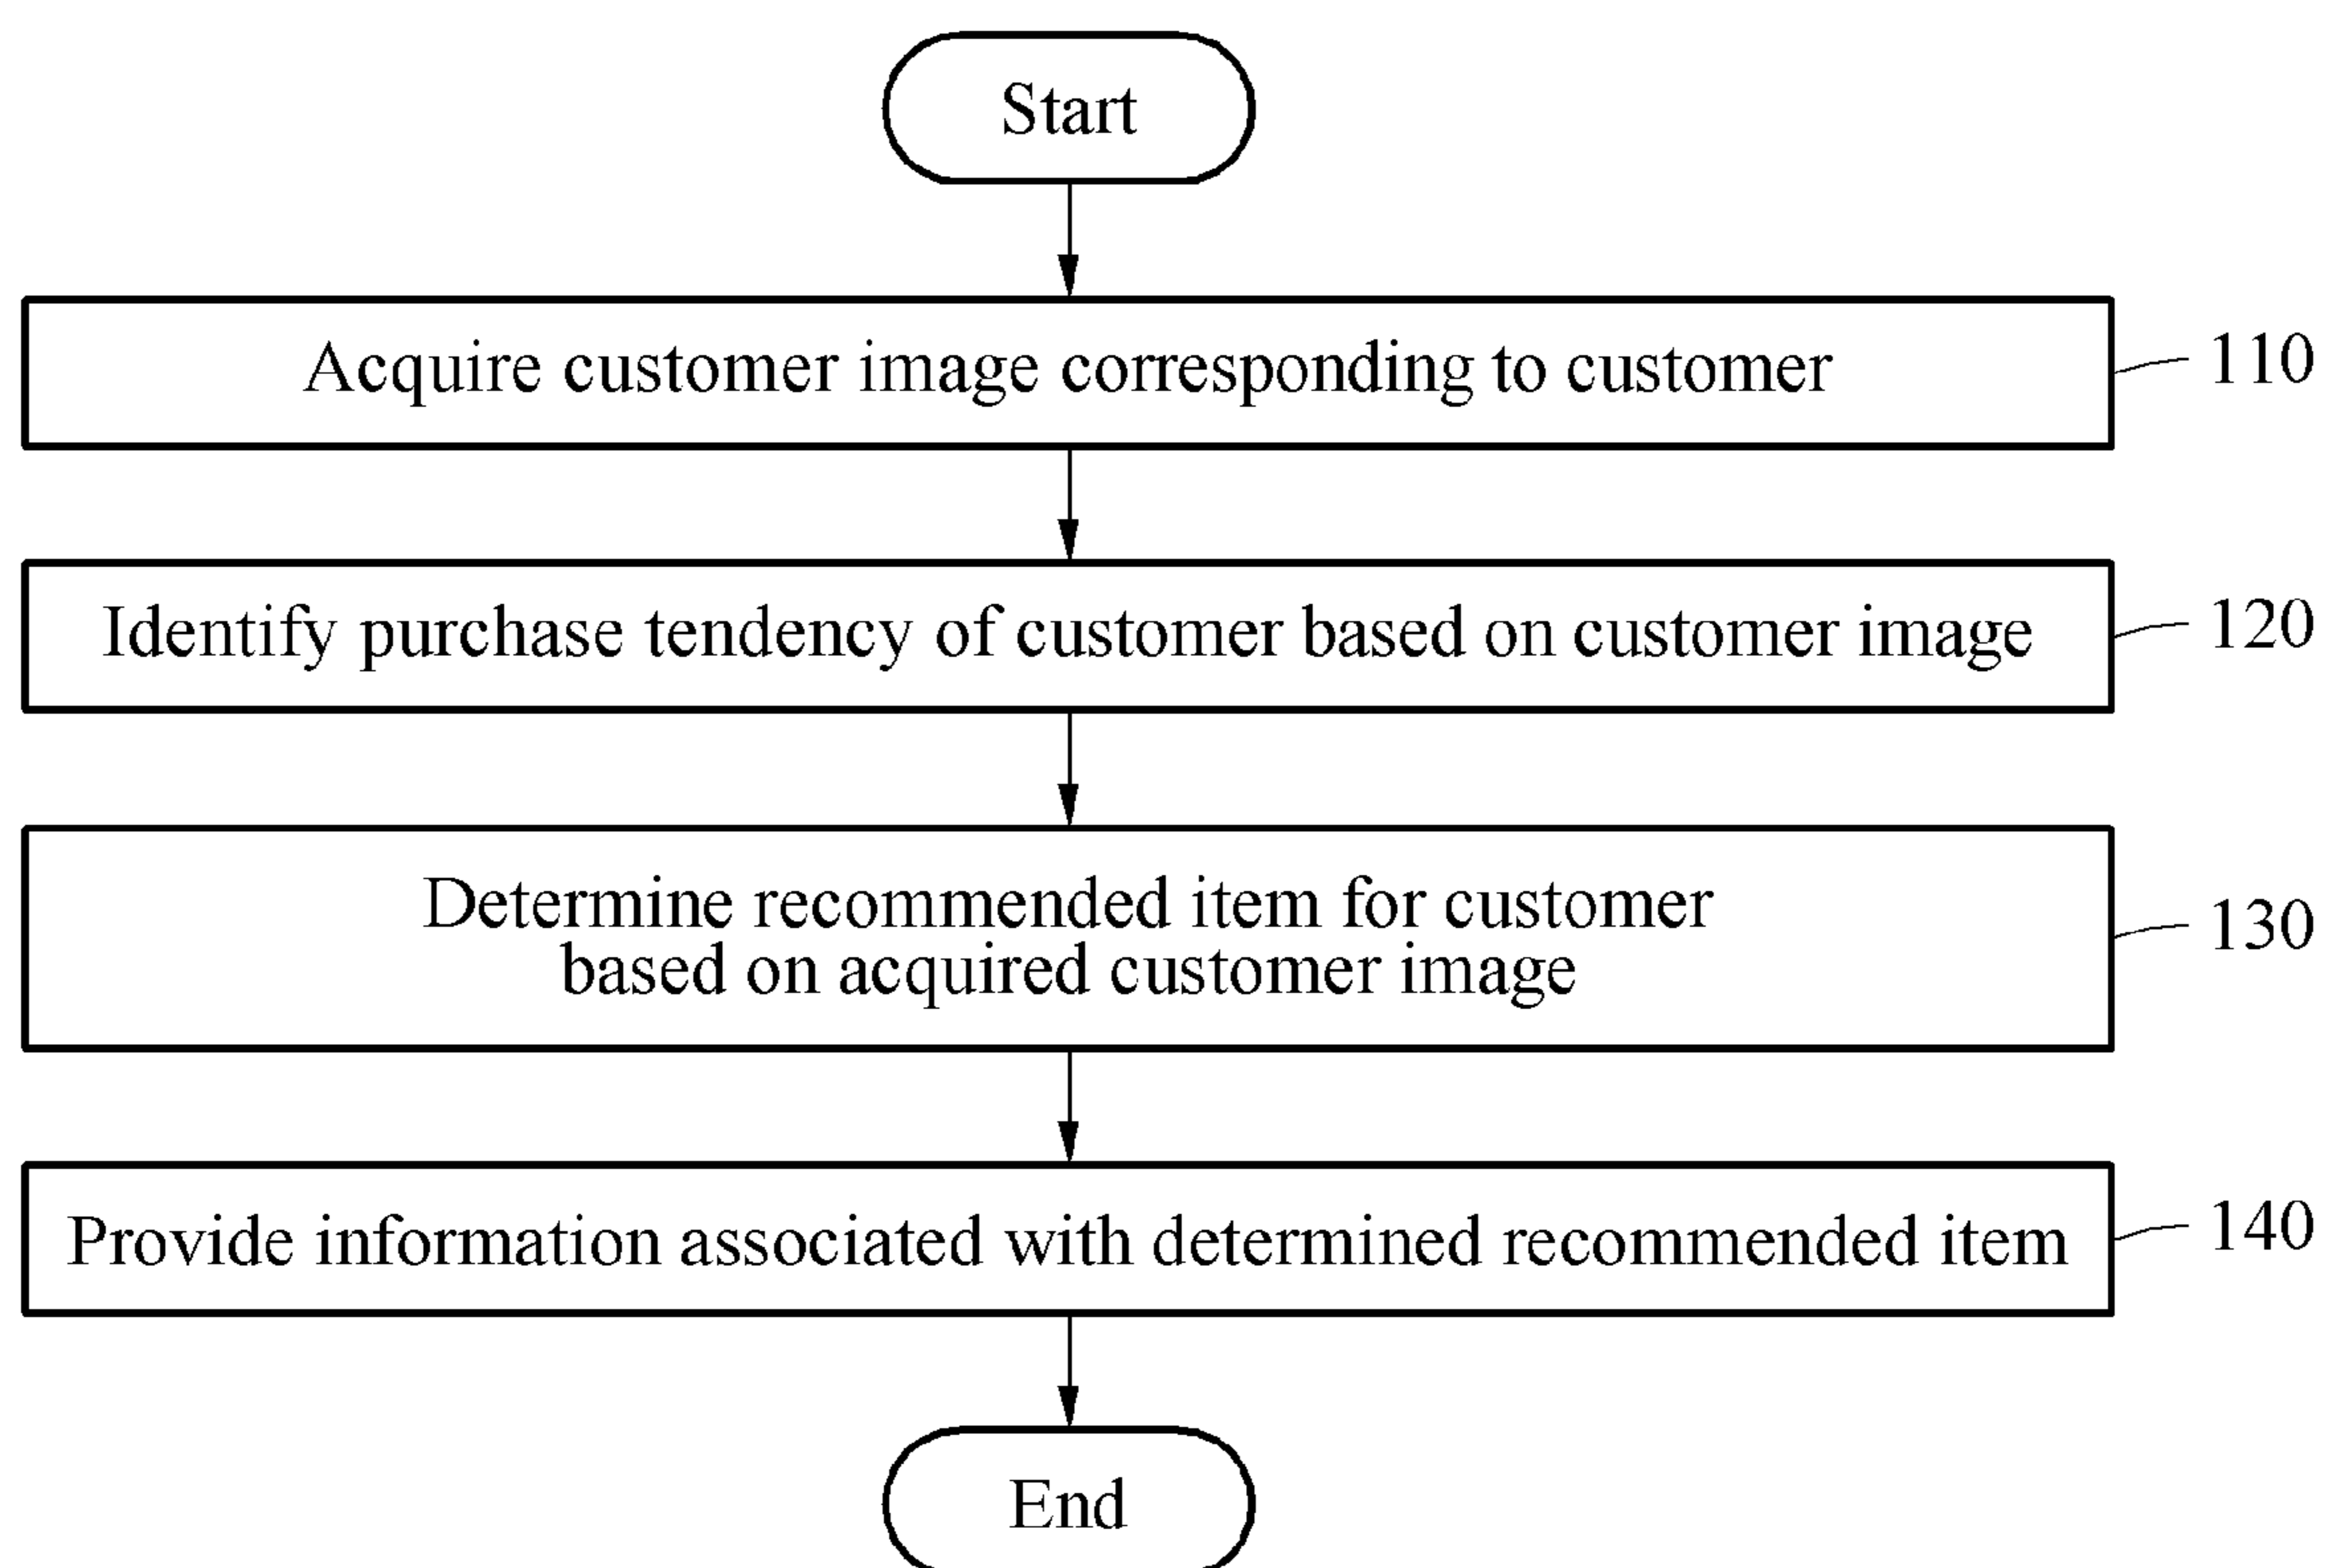 Start
Acquire customer image corresponding to customer
110
Identify purchase tendency of customer based on customer image
120
Determine recommended item for customer
based on acquired customer image
130
Provide information associated with determined recommended item
140
End